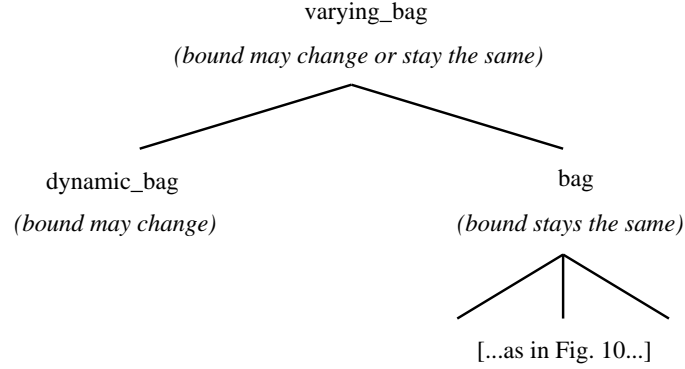 varying_bag
(bound may change or stay the same)
dynamic_bag
bag
(bound may change)
(bound stays the same)
[...as in Fig. 10...]